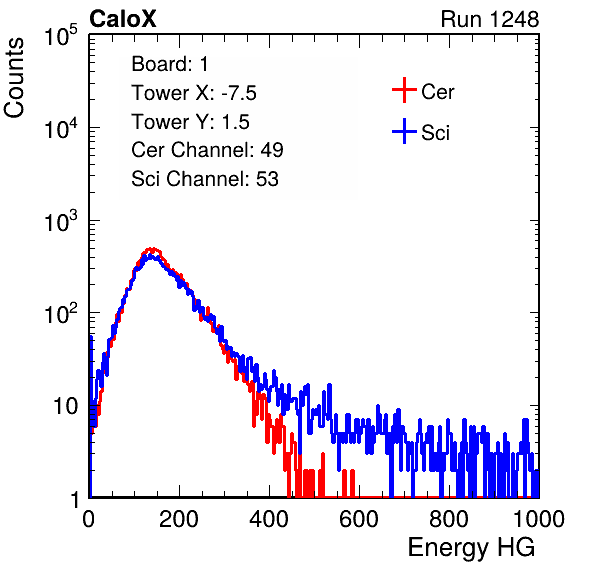 CaloX
Run 1248
Counts
10^5
10^4
10^3
10^2
10
1
Board: 1
Tower X: -7.5
Tower Y: 1.5
Cer Channel: 49
Sci Channel: 53
Cer
Sci
0 200 400 600 800 1000
Energy HG